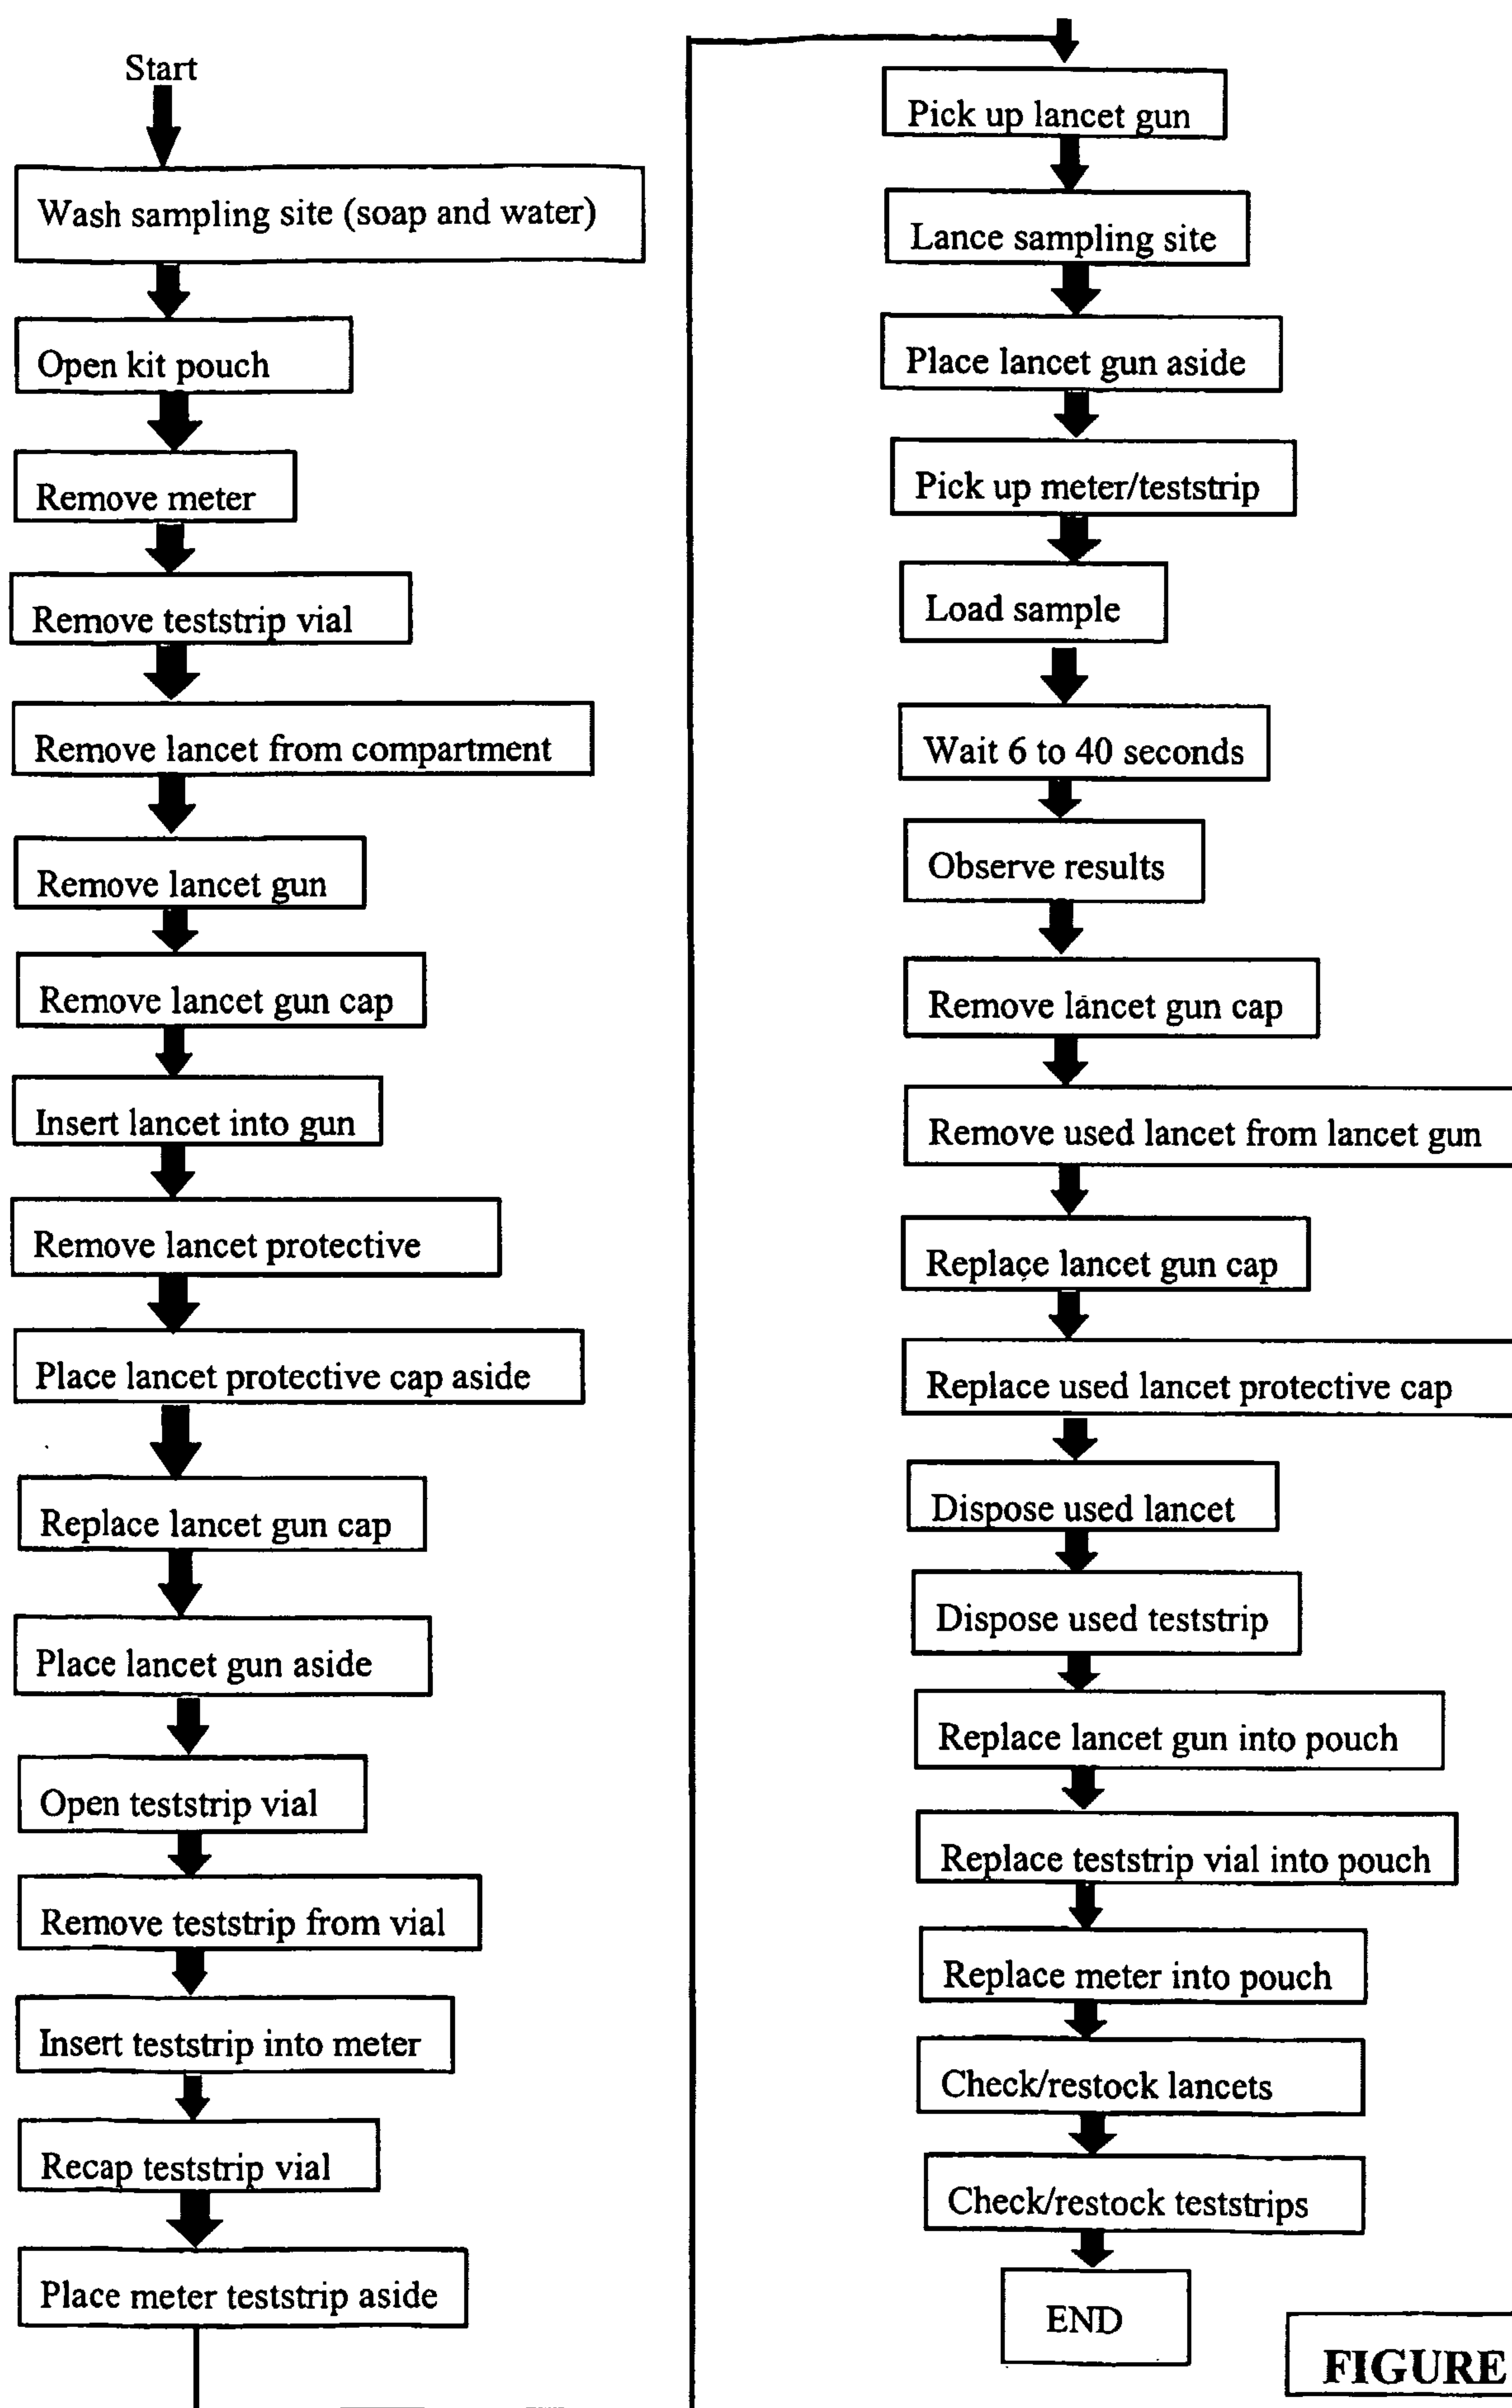 Start
Wash sampling site (soap and water)
Open kit pouch
Remove meter
Remove teststrip vial
Remove lancet from compartment
Remove lancet gun
Remove lancet gun cap
Insert lancet into gun
Remove lancet protective
Place lancet protective cap aside
Replace lancet gun cap
Place lancet gun aside
Open teststrip vial
Remove teststrip from vial
Insert teststrip into meter
Recap teststrip vial
Place meter teststrip aside
Pick up lancet gun
Lance sampling site
Place lancet gun aside
Pick up meter/teststrip
Load sample
Wait 6 to 40 seconds
Observe results
Remove lancet gun cap
Remove used lancet from lancet gun
Replace lancet gun cap
Replace used lancet protective cap
Dispose used lancet
Dispose used teststrip
Replace lancet gun into pouch
Replace teststrip vial into pouch
Replace meter into pouch
Check/restock lancets
Check/restock teststrips
END
FIGURE